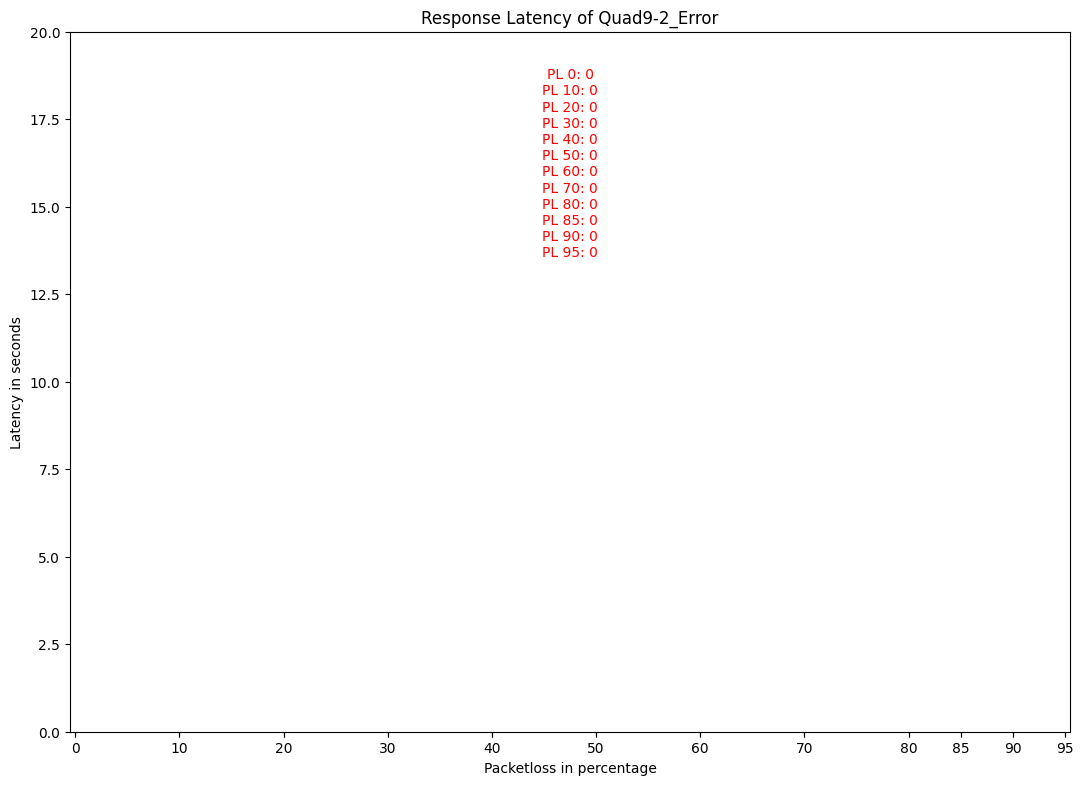 Response Latency of Quad9-2_Error
20.0
17.5
15.0
12.5
10.0
7.5
5.0
2.5
0.0
Latency in seconds
PL 0: 0
PL 10: 0
PL 20: 0
PL 30: 0
PL 40: 0
PL 50: 0
PL 60: 0
PL 70: 0
PL 80: 0
PL 85: 0
PL 90: 0
PL 95: 0
0 10 20 30 40 50 60 70 80 85 90 95
Packetloss in percentage